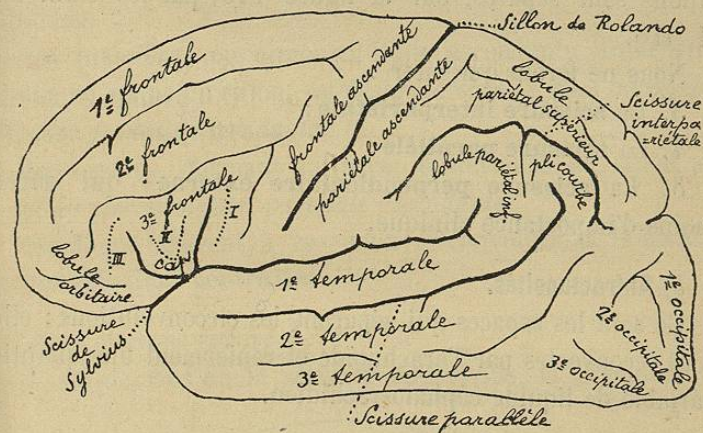 Sillon de Rolando
1e frontale
2e frontale
3e frontale
I
II
III
Cap
lobule
orbitaire
frontale ascendante
pariétale ascendante
lobule
pariétal supérieur
Scissure
interpa
=riétale
lobule pariétal inf.
pli courbe
1e temporale
2e temporale
3e temporale
1e occipitale
2e occipitale
3e occipitale
Scissure
de
Sylvius
Scissure parallèle